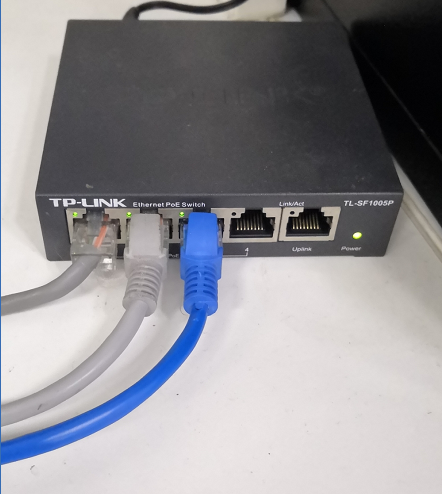 TP-LINK Ethernet PoE Switch
Link/Act
TL-SF1005P
4
Uplink
Power